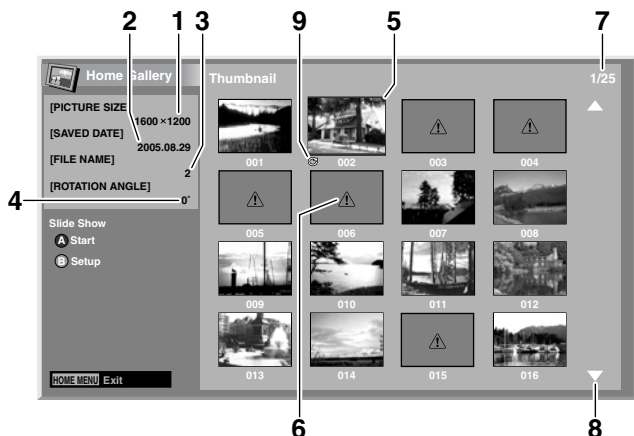 2 1 3 9 5 7
Home Gallery
Thumbnail
1/25
[PICTURE SIZE]
1600 ×1200
[SAVED DATE]
2005.08.29
[FILE NAME]
2
[ROTATION ANGLE]
0°
4
Slide Show
A Start
B Setup
001 002 003 004
005 006 007 008
009 010 011 012
013 014 015 016
HOME MENU Exit
6 8